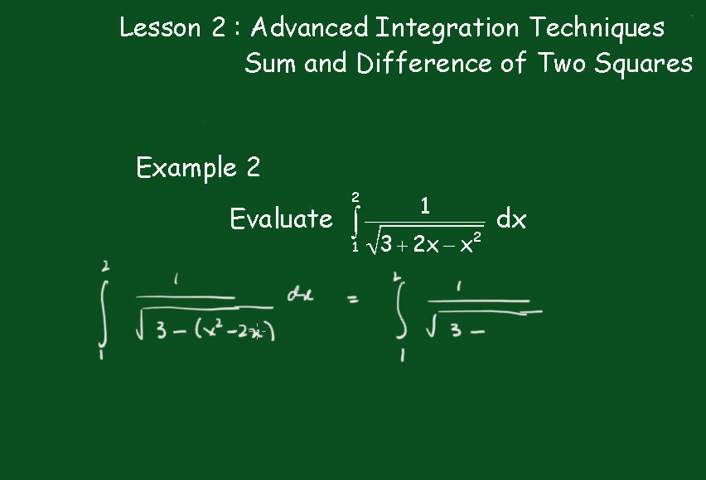 Lesson 2 : Advanced Integration Techniques
Sum and Difference of Two Squares
Example 2
Evaluate ∫₁² 1/√(3 + 2x − x²) dx
∫₁² 1/√(3 − (x² − 2x)) dx = ∫₁² 1/√(3 −